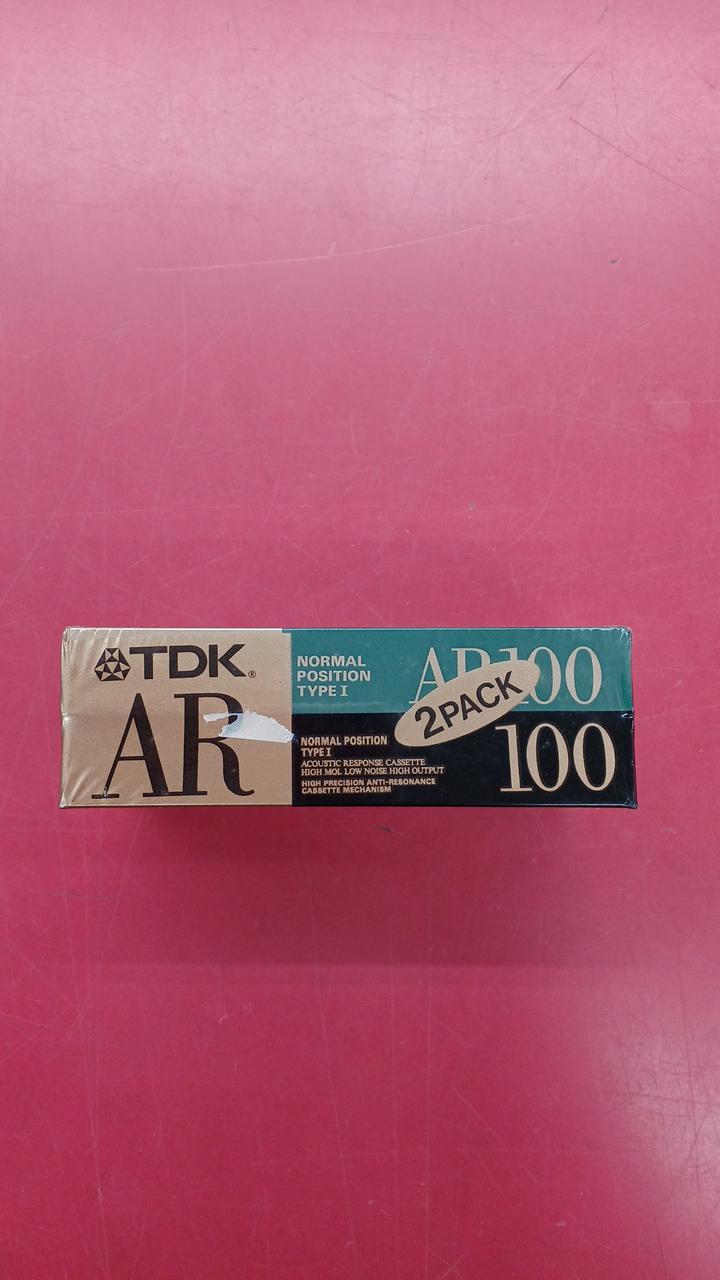 TDK®
AR
NORMAL
POSITION
TYPE I
AR100
2PACK
NORMAL POSITION
TYPE I
ACOUSTIC RESPONSE CASSETTE
HIGH MOL LOW NOISE HIGH OUTPUT
HIGH PRECISION ANTI-RESONANCE
CASSETTE MECHANISM
100